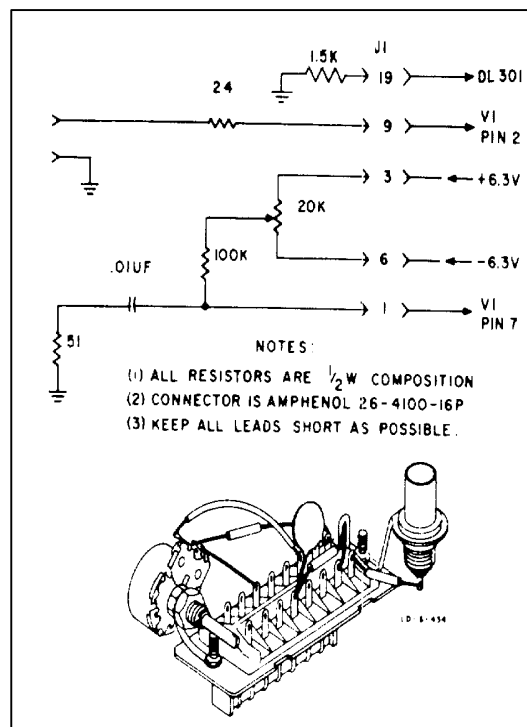 J1
1.5K
19
DL 301
24
9
V1
PIN 2
3
+6.3V
20K
100K
6
-6.3V
.01UF
1
V1
PIN 7
51
NOTES:
(1) ALL RESISTORS ARE 1/2 W COMPOSITION
(2) CONNECTOR IS AMPHENOL 26-4100-16P
(3) KEEP ALL LEADS SHORT AS POSSIBLE.
LD-6-434